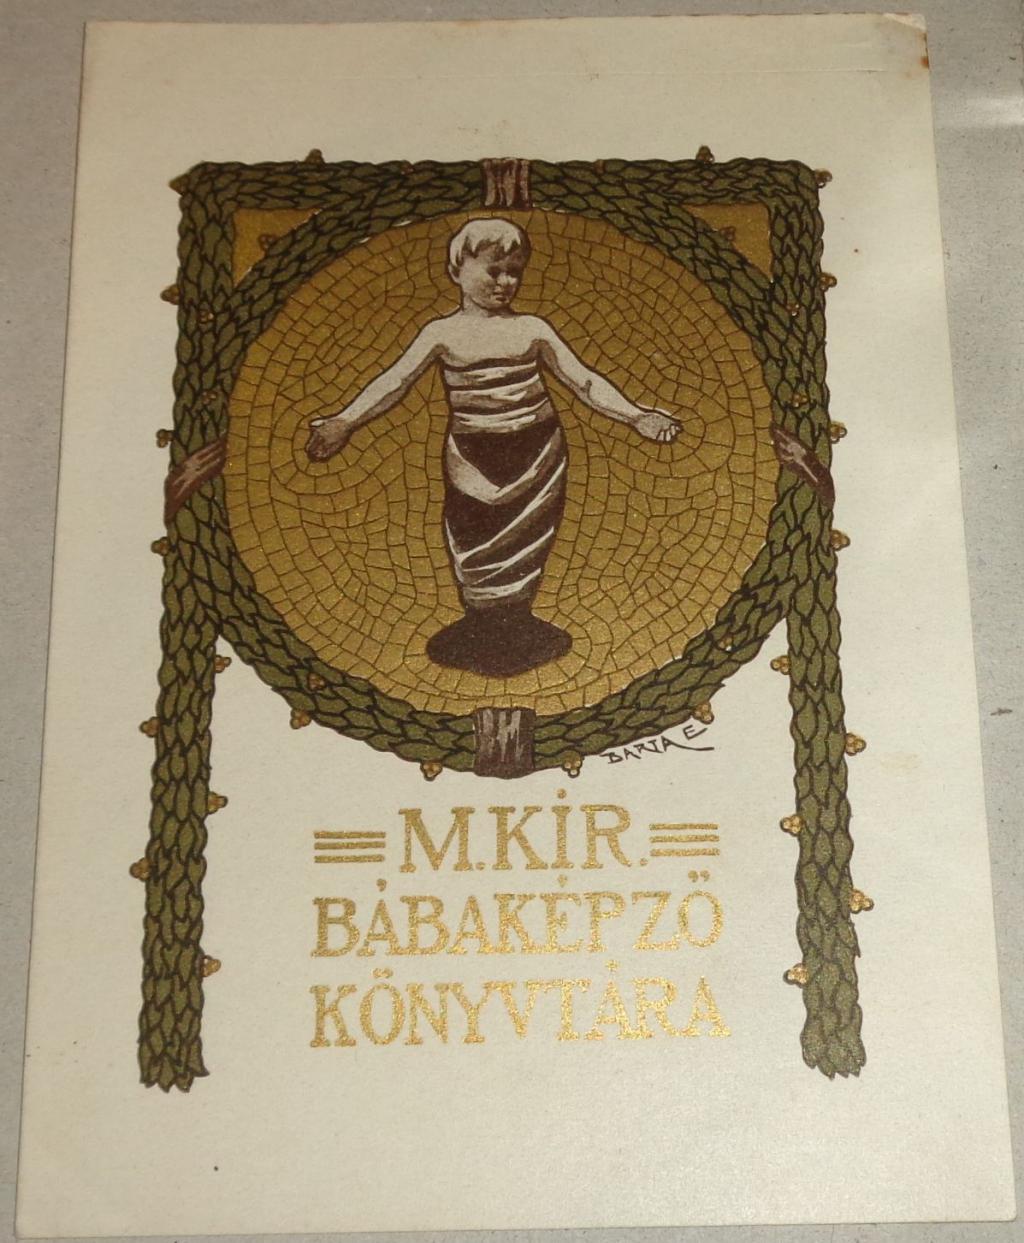 BARTA E
M.KIR.
BÁBAKÉPZŐ
KÖNYVTÁRA